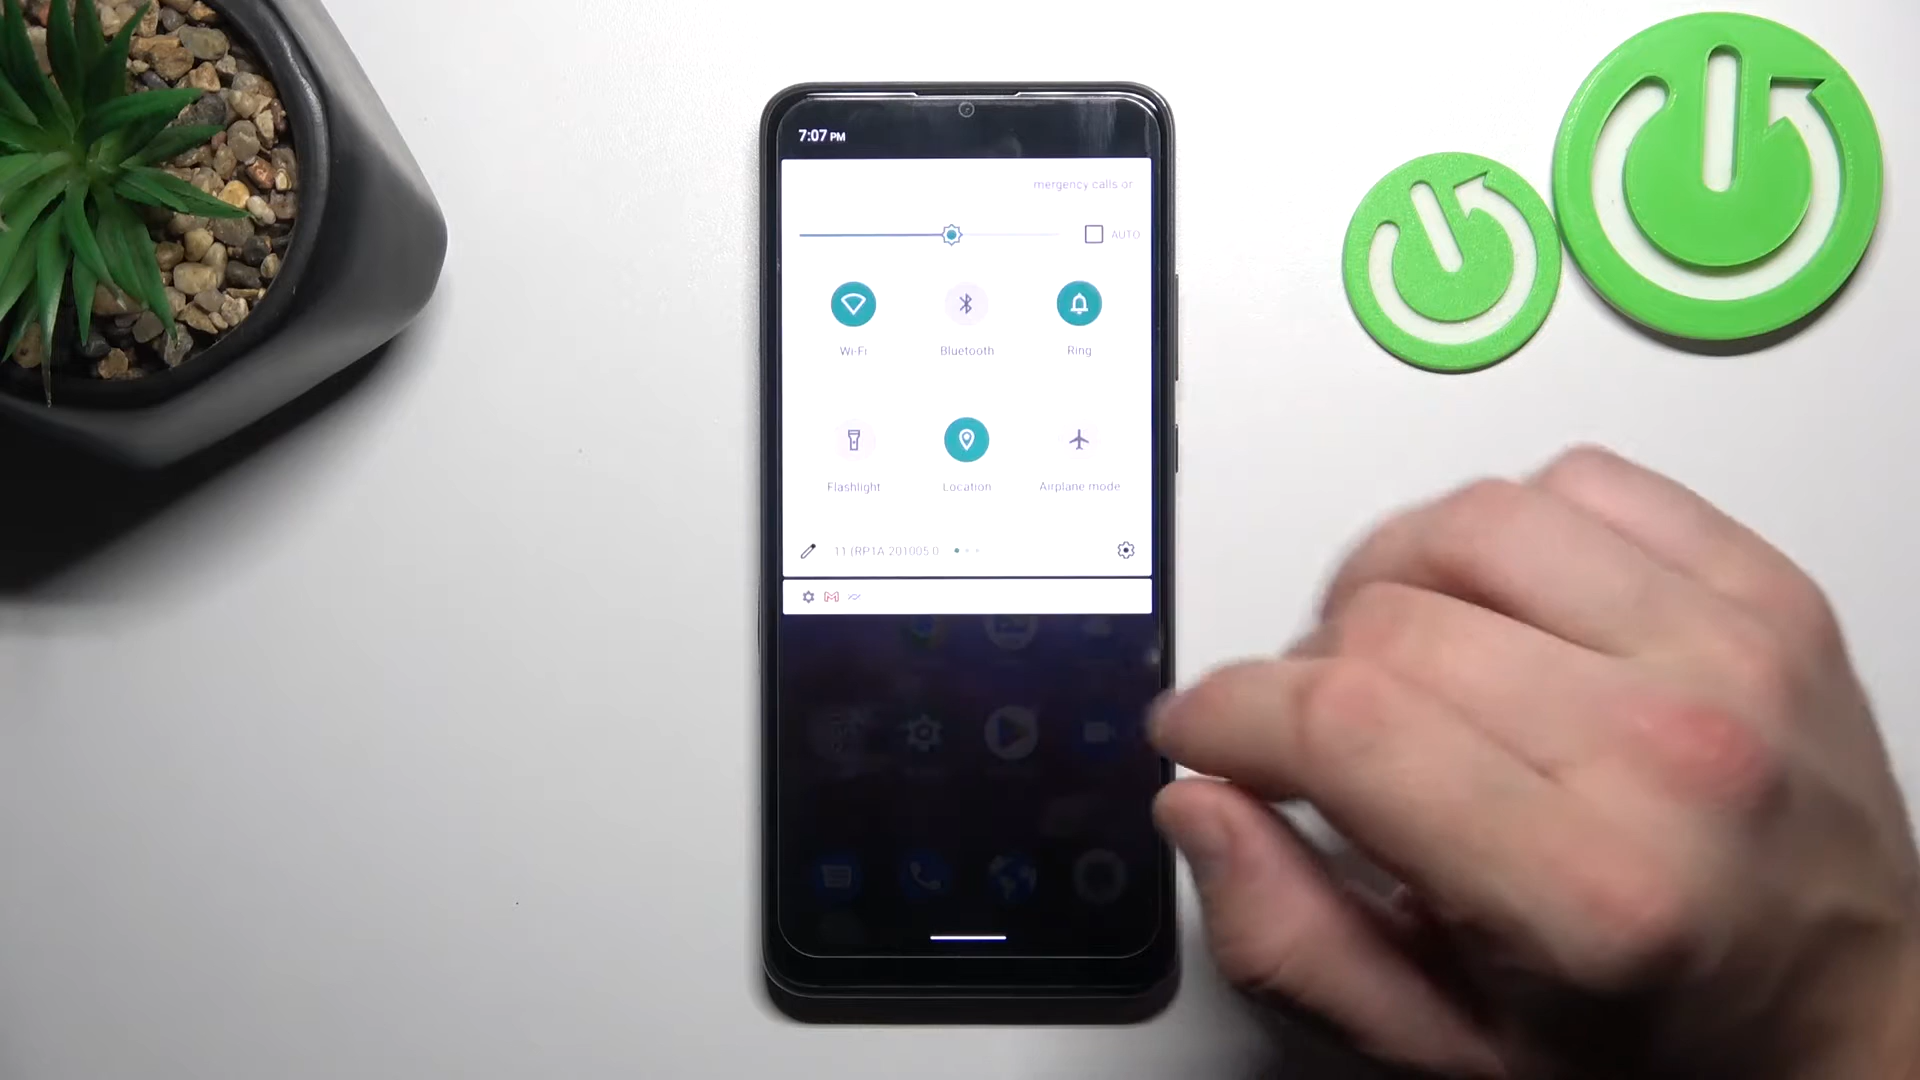 7:07 PM
mergency calls or
AUTO
Wi-Fi Bluetooth Ring
Flashlight Location Airplane mode
11 (RP1A 201005 0